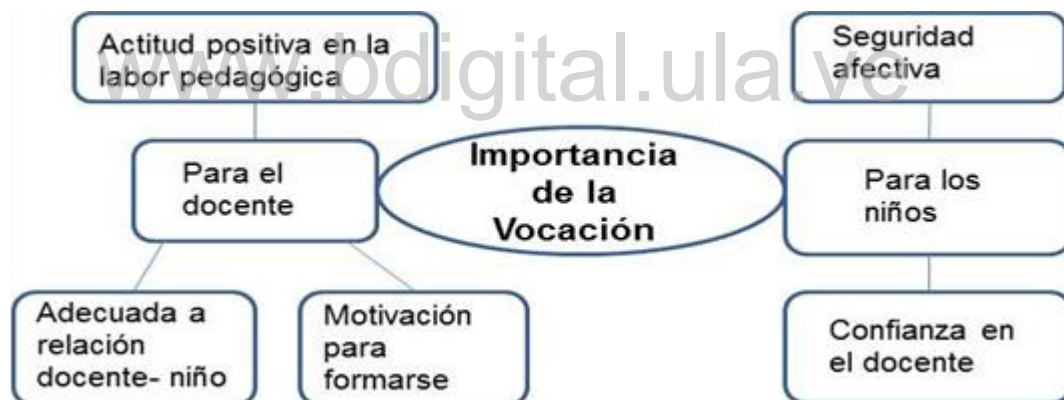 Actitud positiva en la
labor pedagógica
www.bdigital.ula.ve
Seguridad
afectiva
Para el
docente
Importancia
de la
Vocación
Para los
niños
Adecuada a
relación
docente- niño
Motivación
para
formarse
Confianza en
el docente